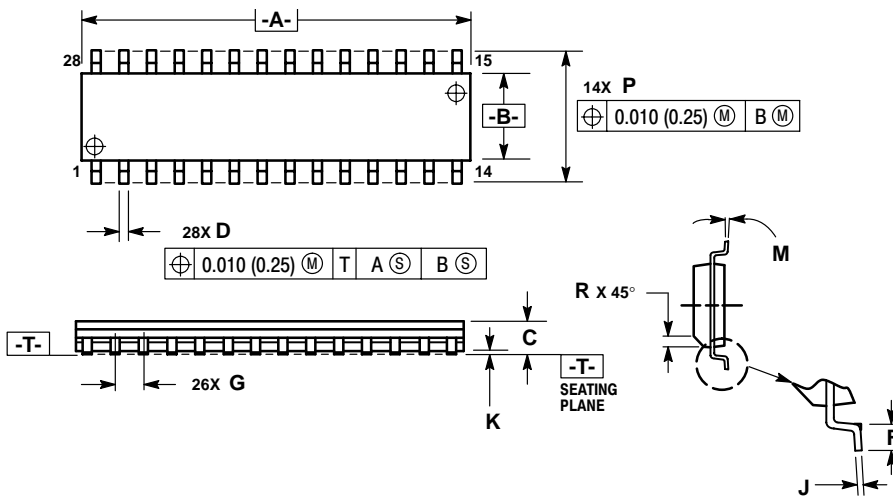 -A-
28
15
14X P
⌖ 0.010 (0.25) Ⓜ B Ⓜ
-B-
1
14
28X D
⌖ 0.010 (0.25) Ⓜ T A Ⓢ B Ⓢ
M
R X 45°
-T-
C
-T-
SEATING
PLANE
26X G
K
F
J